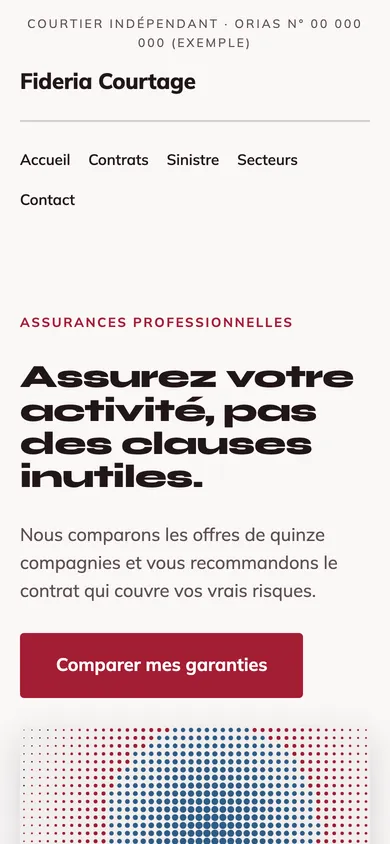 COURTIER INDÉPENDANT · ORIAS N° 00 000
000 (EXEMPLE)
Fideria Courtage
Accueil Contrats Sinistre Secteurs
Contact
ASSURANCES PROFESSIONNELLES
Assurez votre
activité, pas
des clauses
inutiles.
Nous comparons les offres de quinze
compagnies et vous recommandons le
contrat qui couvre vos vrais risques.
Comparer mes garanties